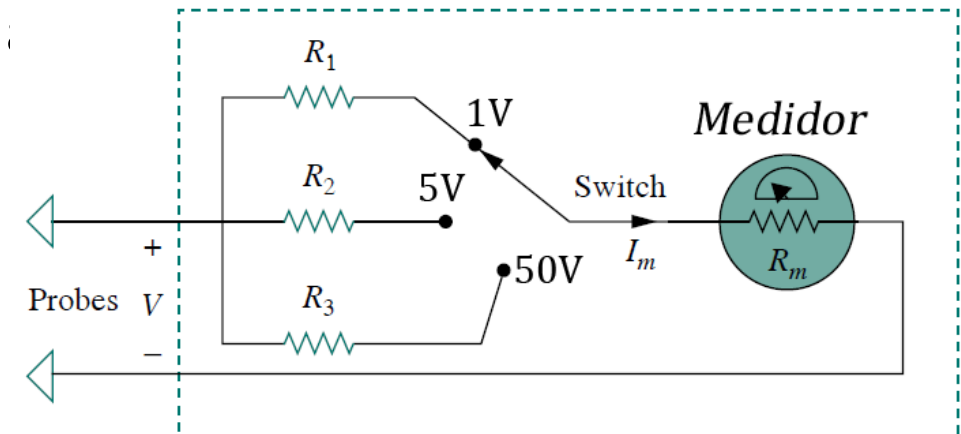 R₁
1V
Medidor
R₂
5V
Switch
+
Iₘ
Rₘ
50V
Probes V
R₃
−